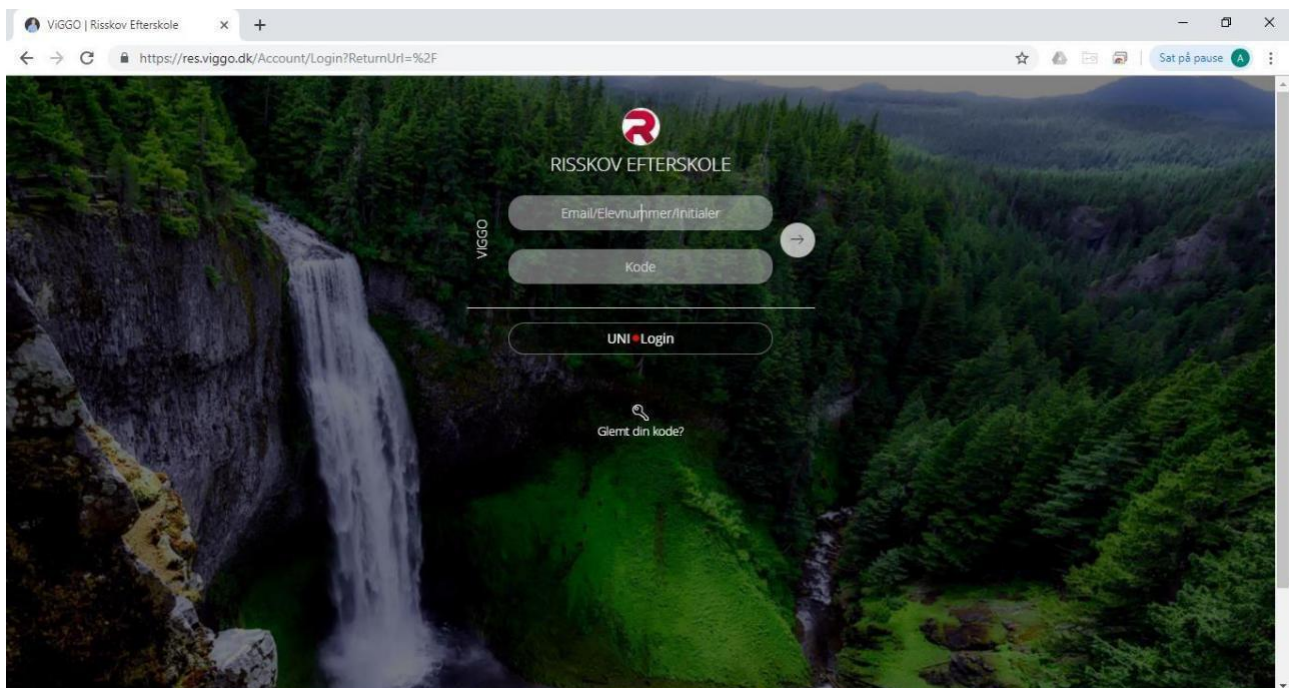 ViGGO | Risskov Efterskole
https://res.viggo.dk/Account/Login?ReturnUrl=%2F
Sat på pause A
R
RISSKOV EFTERSKOLE
VIGGO
Email/Elevnummer/Initialer
Kode
UNI•Login
Glemt din kode?